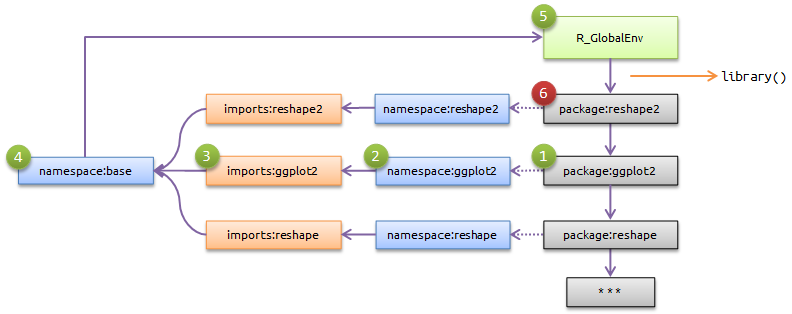 5
R_GlobalEnv
library()
6
imports:reshape2
namespace:reshape2
package:reshape2
4
3
2
1
namespace:base
imports:ggplot2
namespace:ggplot2
package:ggplot2
imports:reshape
namespace:reshape
package:reshape
***